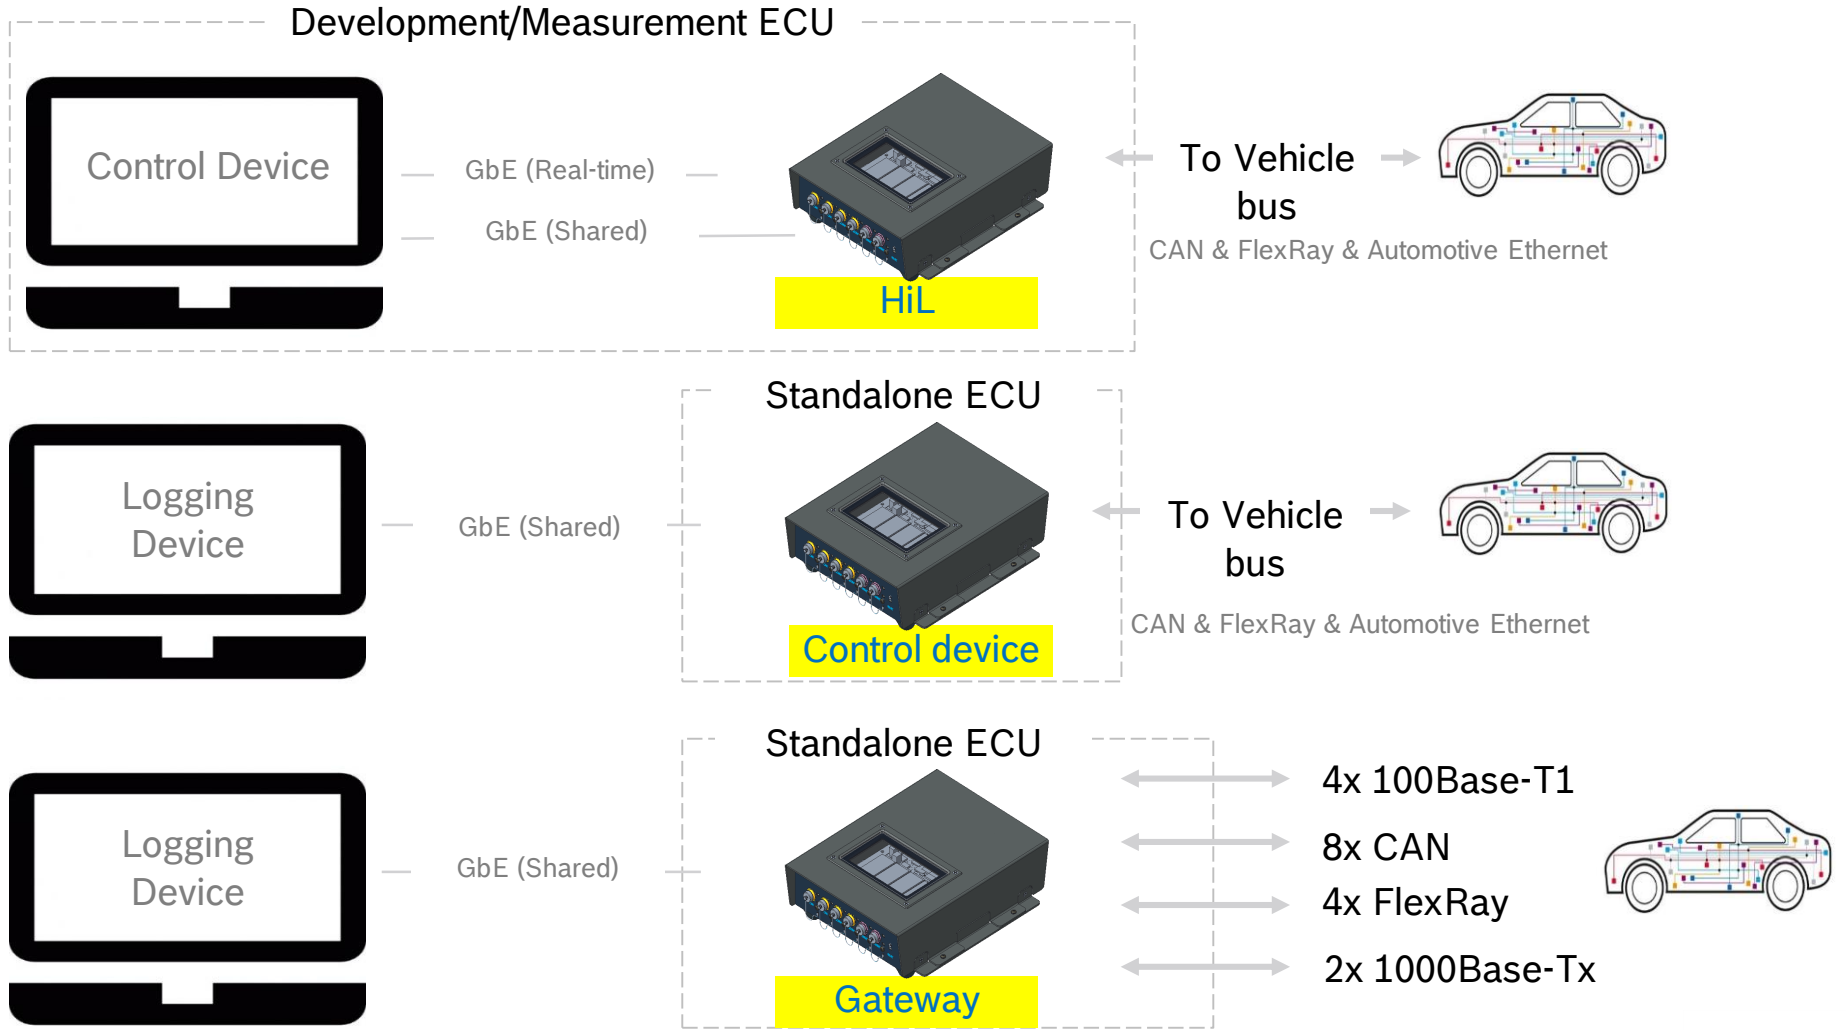 Development/Measurement ECU
Control Device
GbE (Real-time)
GbE (Shared)
HiL
To Vehicle
bus
CAN & FlexRay & Automotive Ethernet
Standalone ECU
Logging
Device
GbE (Shared)
Control device
To Vehicle
bus
CAN & FlexRay & Automotive Ethernet
Standalone ECU
Logging
Device
GbE (Shared)
Gateway
4x 100Base-T1
8x CAN
4x FlexRay
2x 1000Base-Tx